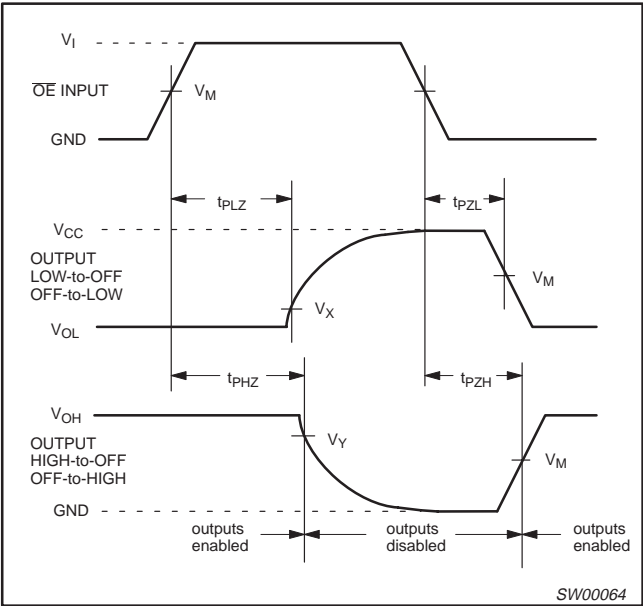 V_I
OE INPUT
V_M
GND
t_PLZ
t_PZL
V_CC
OUTPUT
LOW-to-OFF
OFF-to-LOW
V_M
V_X
V_OL
t_PHZ
t_PZH
V_OH
OUTPUT
HIGH-to-OFF
OFF-to-HIGH
V_Y
V_M
GND
outputs
enabled
outputs
disabled
outputs
enabled
SW00064